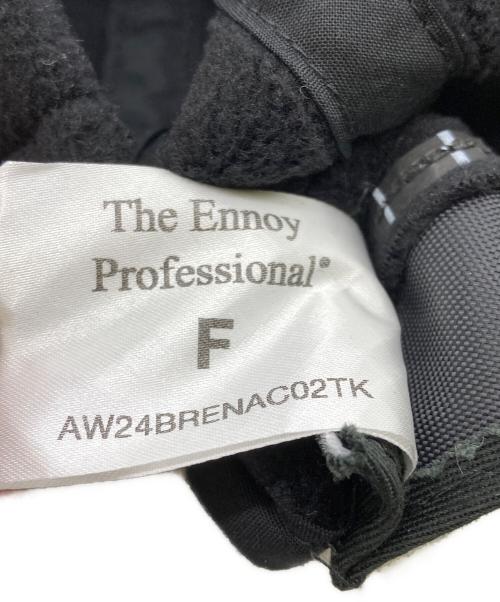 The Ennoy
Professional®
F
AW24BRENAC02TK